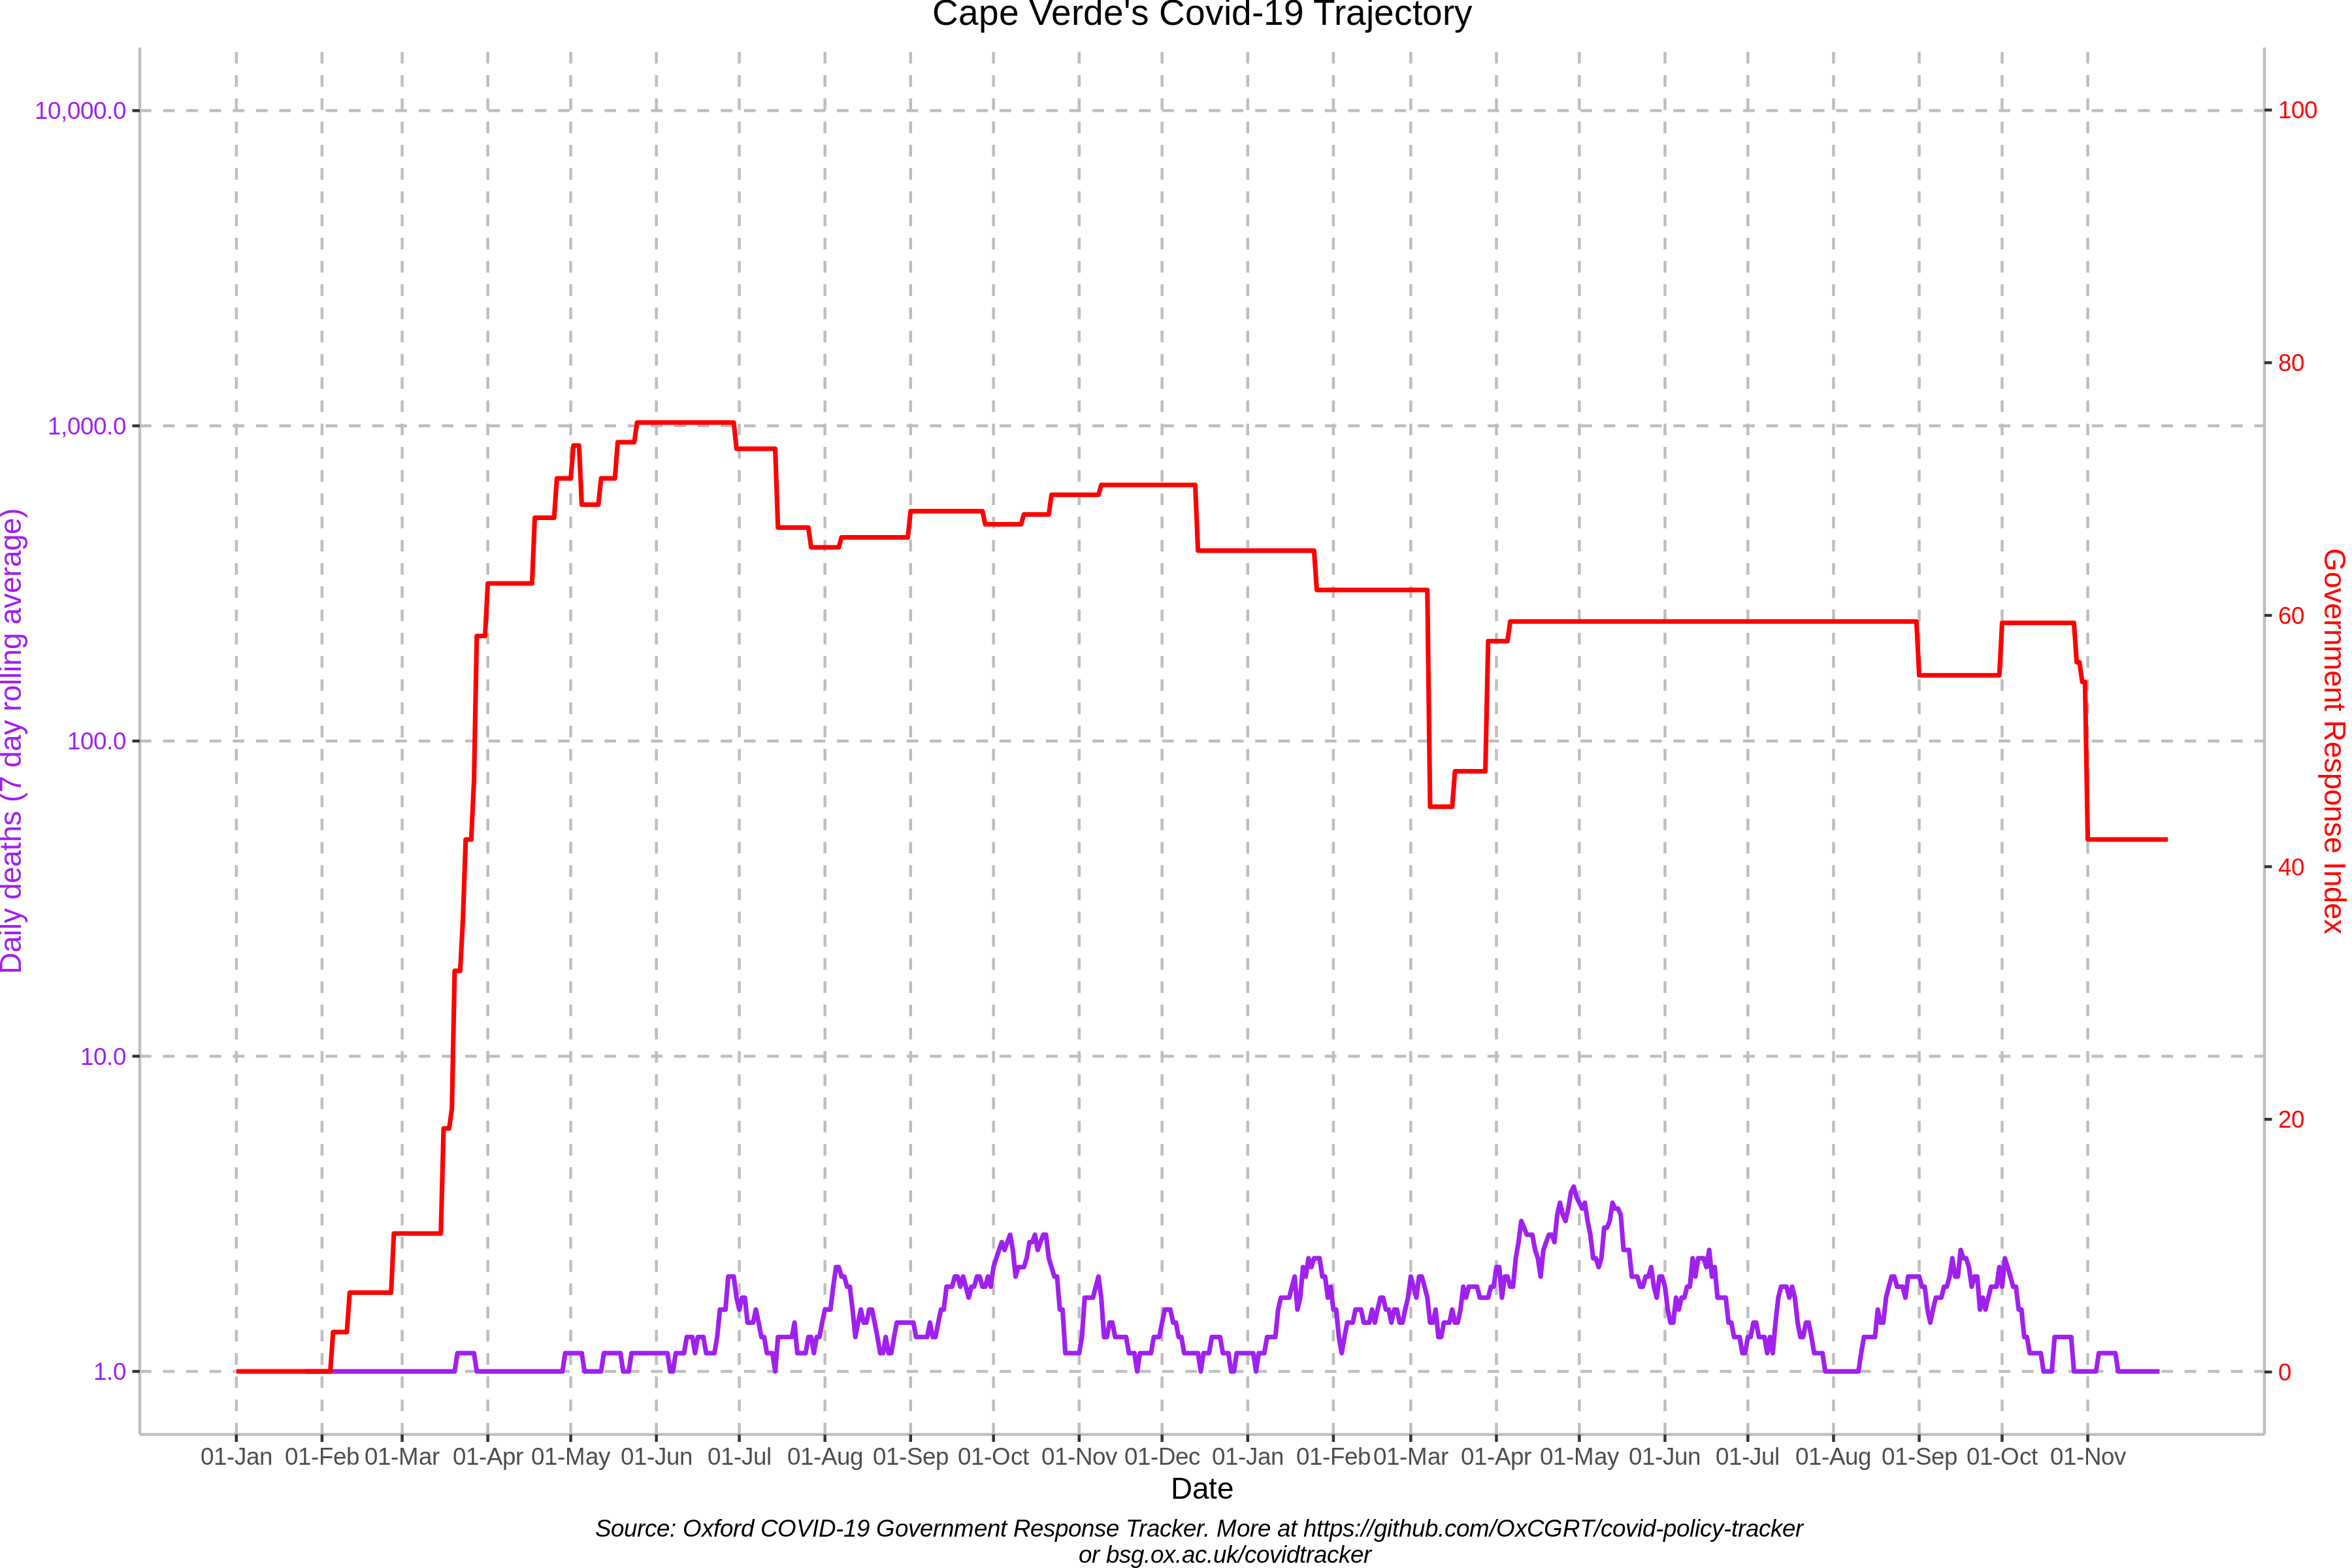 Cape Verde's Covid-19 Trajectory
10,000.0
1,000.0
100.0
10.0
1.0
Daily deaths (7 day rolling average)
100
80
60
40
20
0
Government Response Index
01-Jan 01-Feb 01-Mar 01-Apr 01-May 01-Jun 01-Jul 01-Aug 01-Sep 01-Oct 01-Nov 01-Dec 01-Jan 01-Feb 01-Mar 01-Apr 01-May 01-Jun 01-Jul 01-Aug 01-Sep 01-Oct 01-Nov
Date
Source: Oxford COVID-19 Government Response Tracker. More at https://github.com/OxCGRT/covid-policy-tracker
or bsg.ox.ac.uk/covidtracker